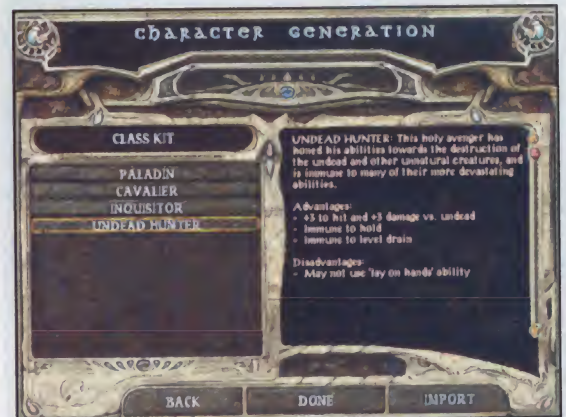 CHARACTER GENERATION
CLASS KIT
PALADIN
CAVALIER
INQUISITOR
UNDEAD HUNTER
UNDEAD HUNTER: This holy avenger has
honed his abilities towards the destruction of
the undead and other unnatural creatures, and
is immune to many of their more devastating
abilities.
Advantages:
- +3 to hit and +3 damage vs. undead
- Immune to hold
- Immune to level drain
Disadvantages:
- May not use 'lay on hands' ability
BACK
DONE
IMPORT